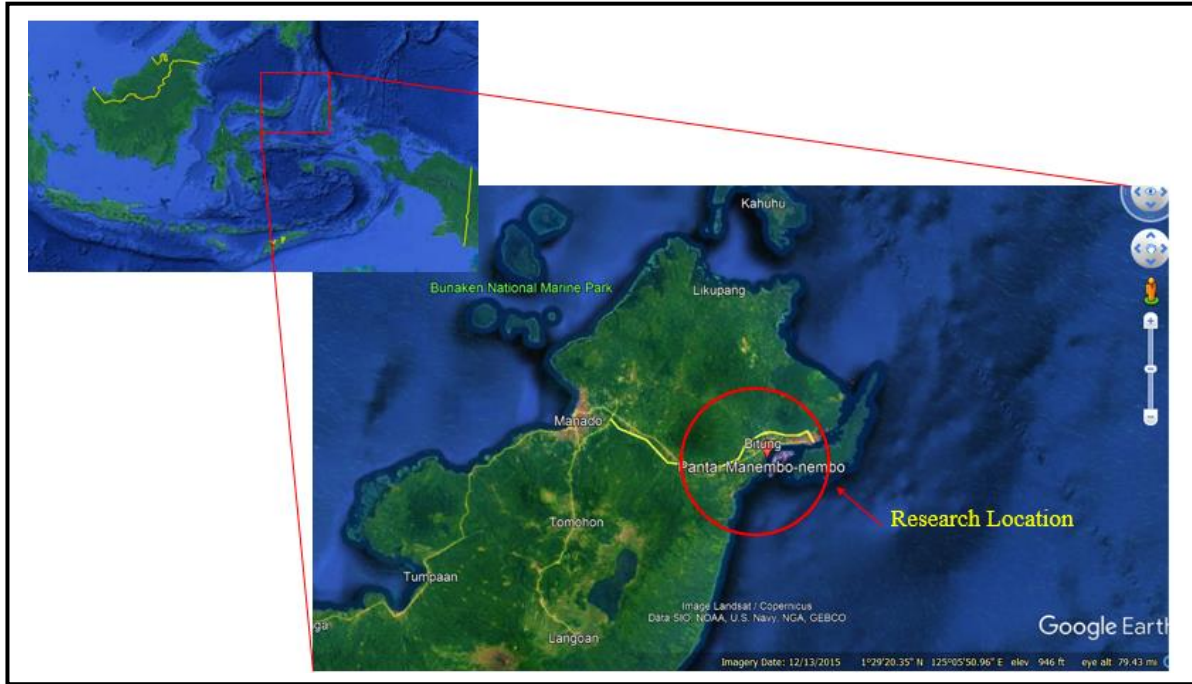 Kahuhu
Likupang
Bunaken National Marine Park
Manado
Bitung
Panta Manembo-nembo
Research Location
Tomohon
Tumpaan
Image Landsat / Copernicus
Data SIO, NOAA, U.S. Navy, NGA, GEBCO
ga
Langoan
Google Earth
Imagery Date: 12/13/2015 1°29'20.35" N 125°05'50.96" E elev 946 ft eye alt 79.43 mi